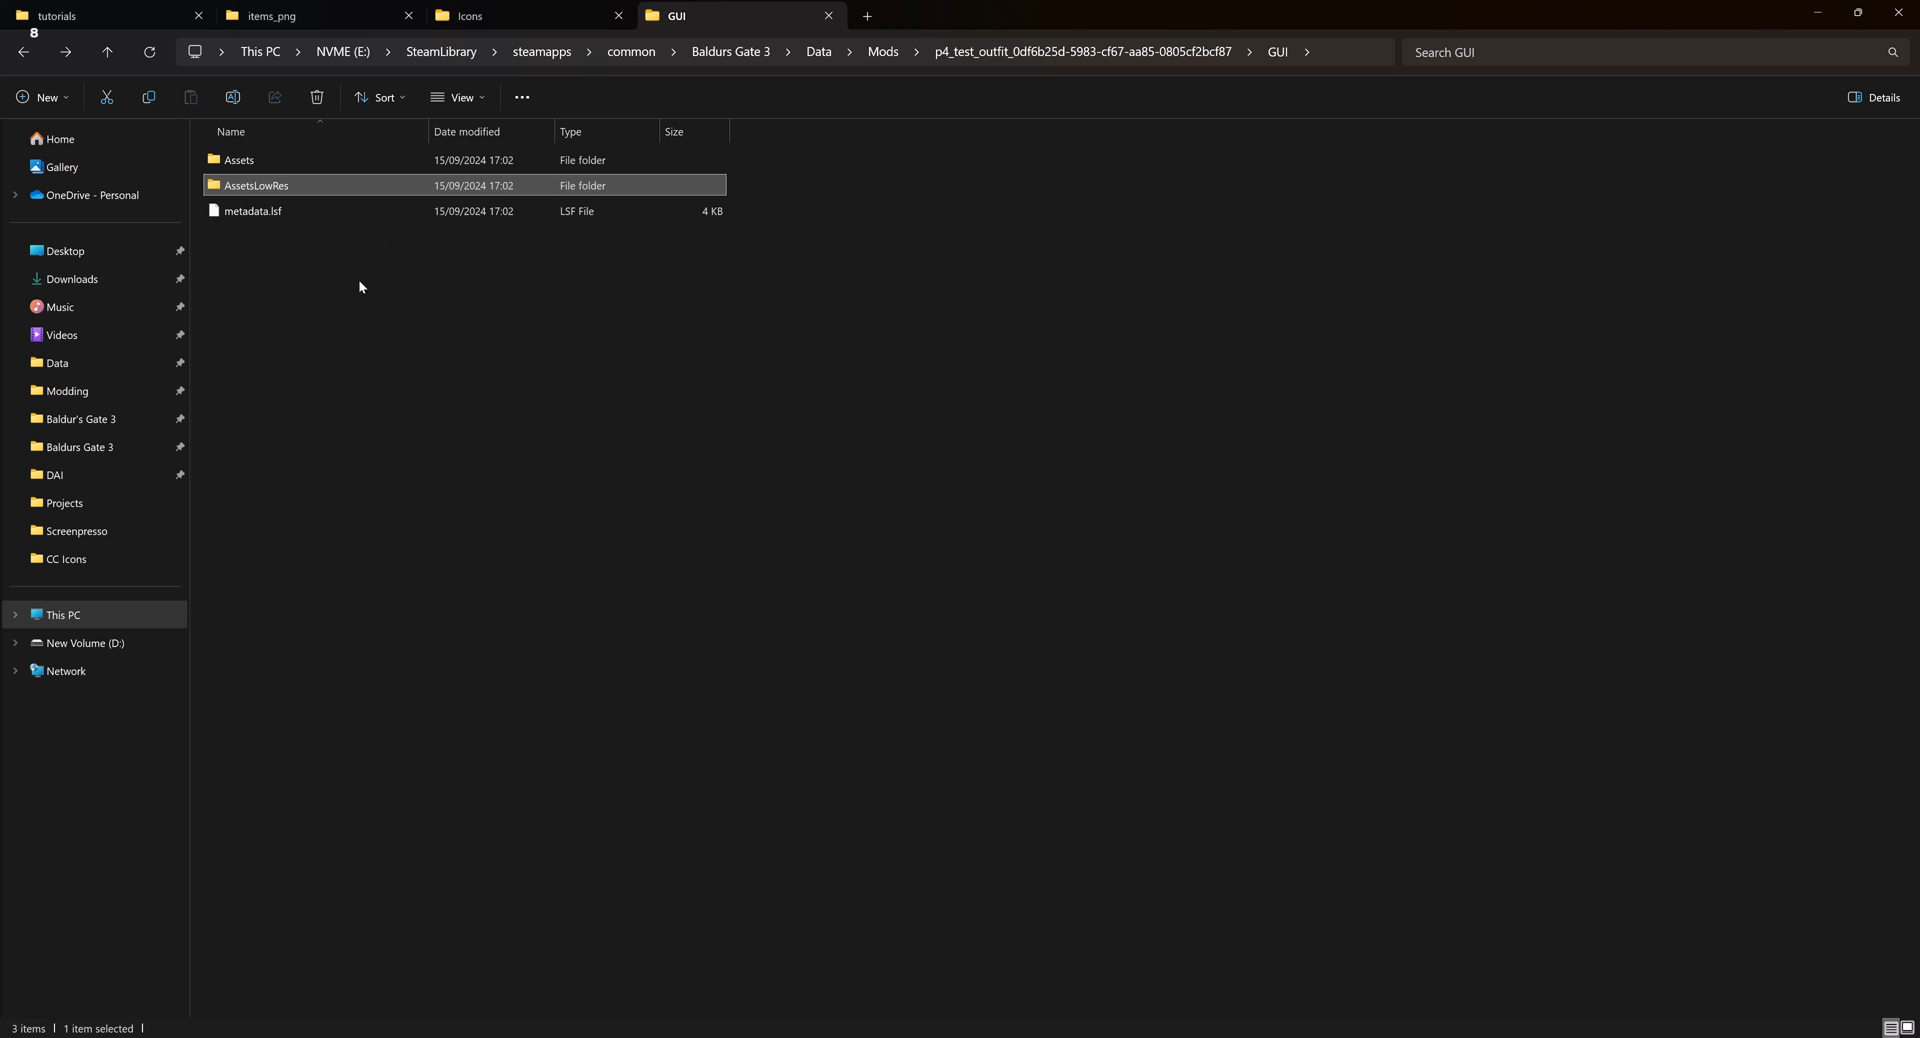 tutorials
items_png
Icons
GUI
8
This PC
NVME (E:)
SteamLibrary
steamapps
common
Baldurs Gate 3
Data
Mods
p4_test_outfit_0df6b25d-5983-cf67-aa85-0805cf2bcf87
GUI
Search GUI
New
Sort
View
Details
Name
Date modified
Type
Size
Assets 15/09/2024 17:02 File folder
AssetsLowRes 15/09/2024 17:02 File folder
metadata.lsf 15/09/2024 17:02 LSF File 4 KB
Home
Gallery
OneDrive - Personal
Desktop
Downloads
Music
Videos
Data
Modding
Baldur's Gate 3
Baldurs Gate 3
DAI
Projects
Screenpresso
CC Icons
This PC
New Volume (D:)
Network
3 items
1 item selected